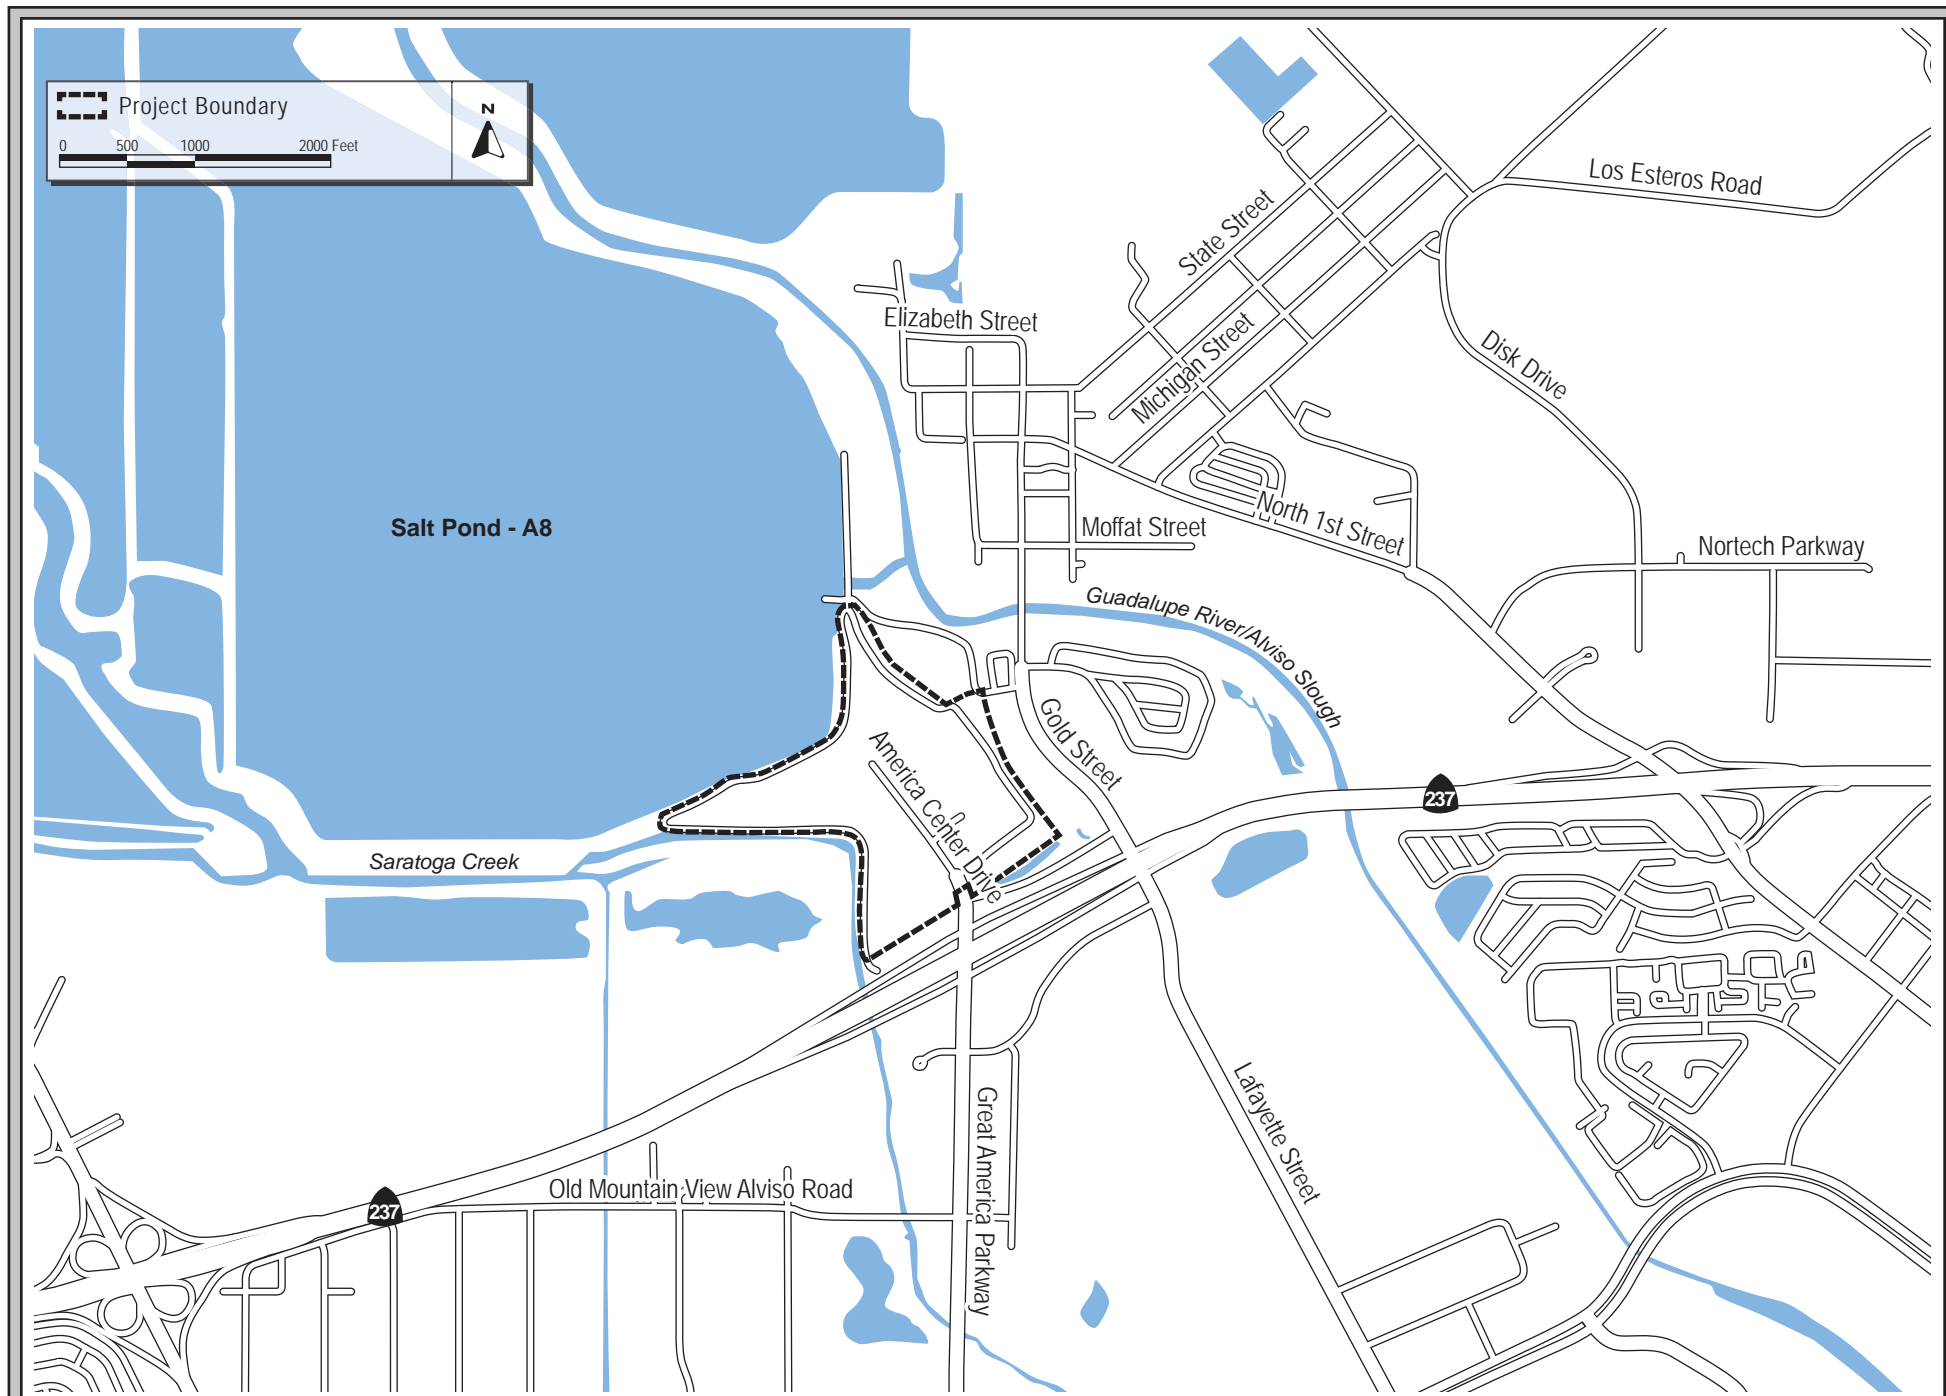 Project Boundary
N
0 500 1000 2000 Feet
Los Esteros Road
State Street
Elizabeth Street
Michigan Street
Disk Drive
Salt Pond - A8
North 1st Street
Moffat Street
Nortech Parkway
Guadalupe River/Alviso Slough
Gold Street
America Center Drive
237
Saratoga Creek
Great America Parkway
Lafayette Street
Old Mountain View Alviso Road
237